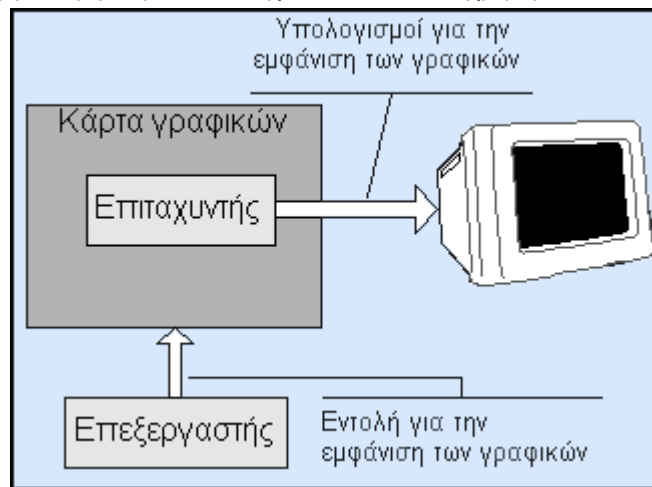 Υπολογισμοί για την
εμφάνιση των γραφικών
Κάρτα γραφικών
Επιταχυντής
Επεξεργαστής
Εντολή για την
εμφάνιση των γραφικών